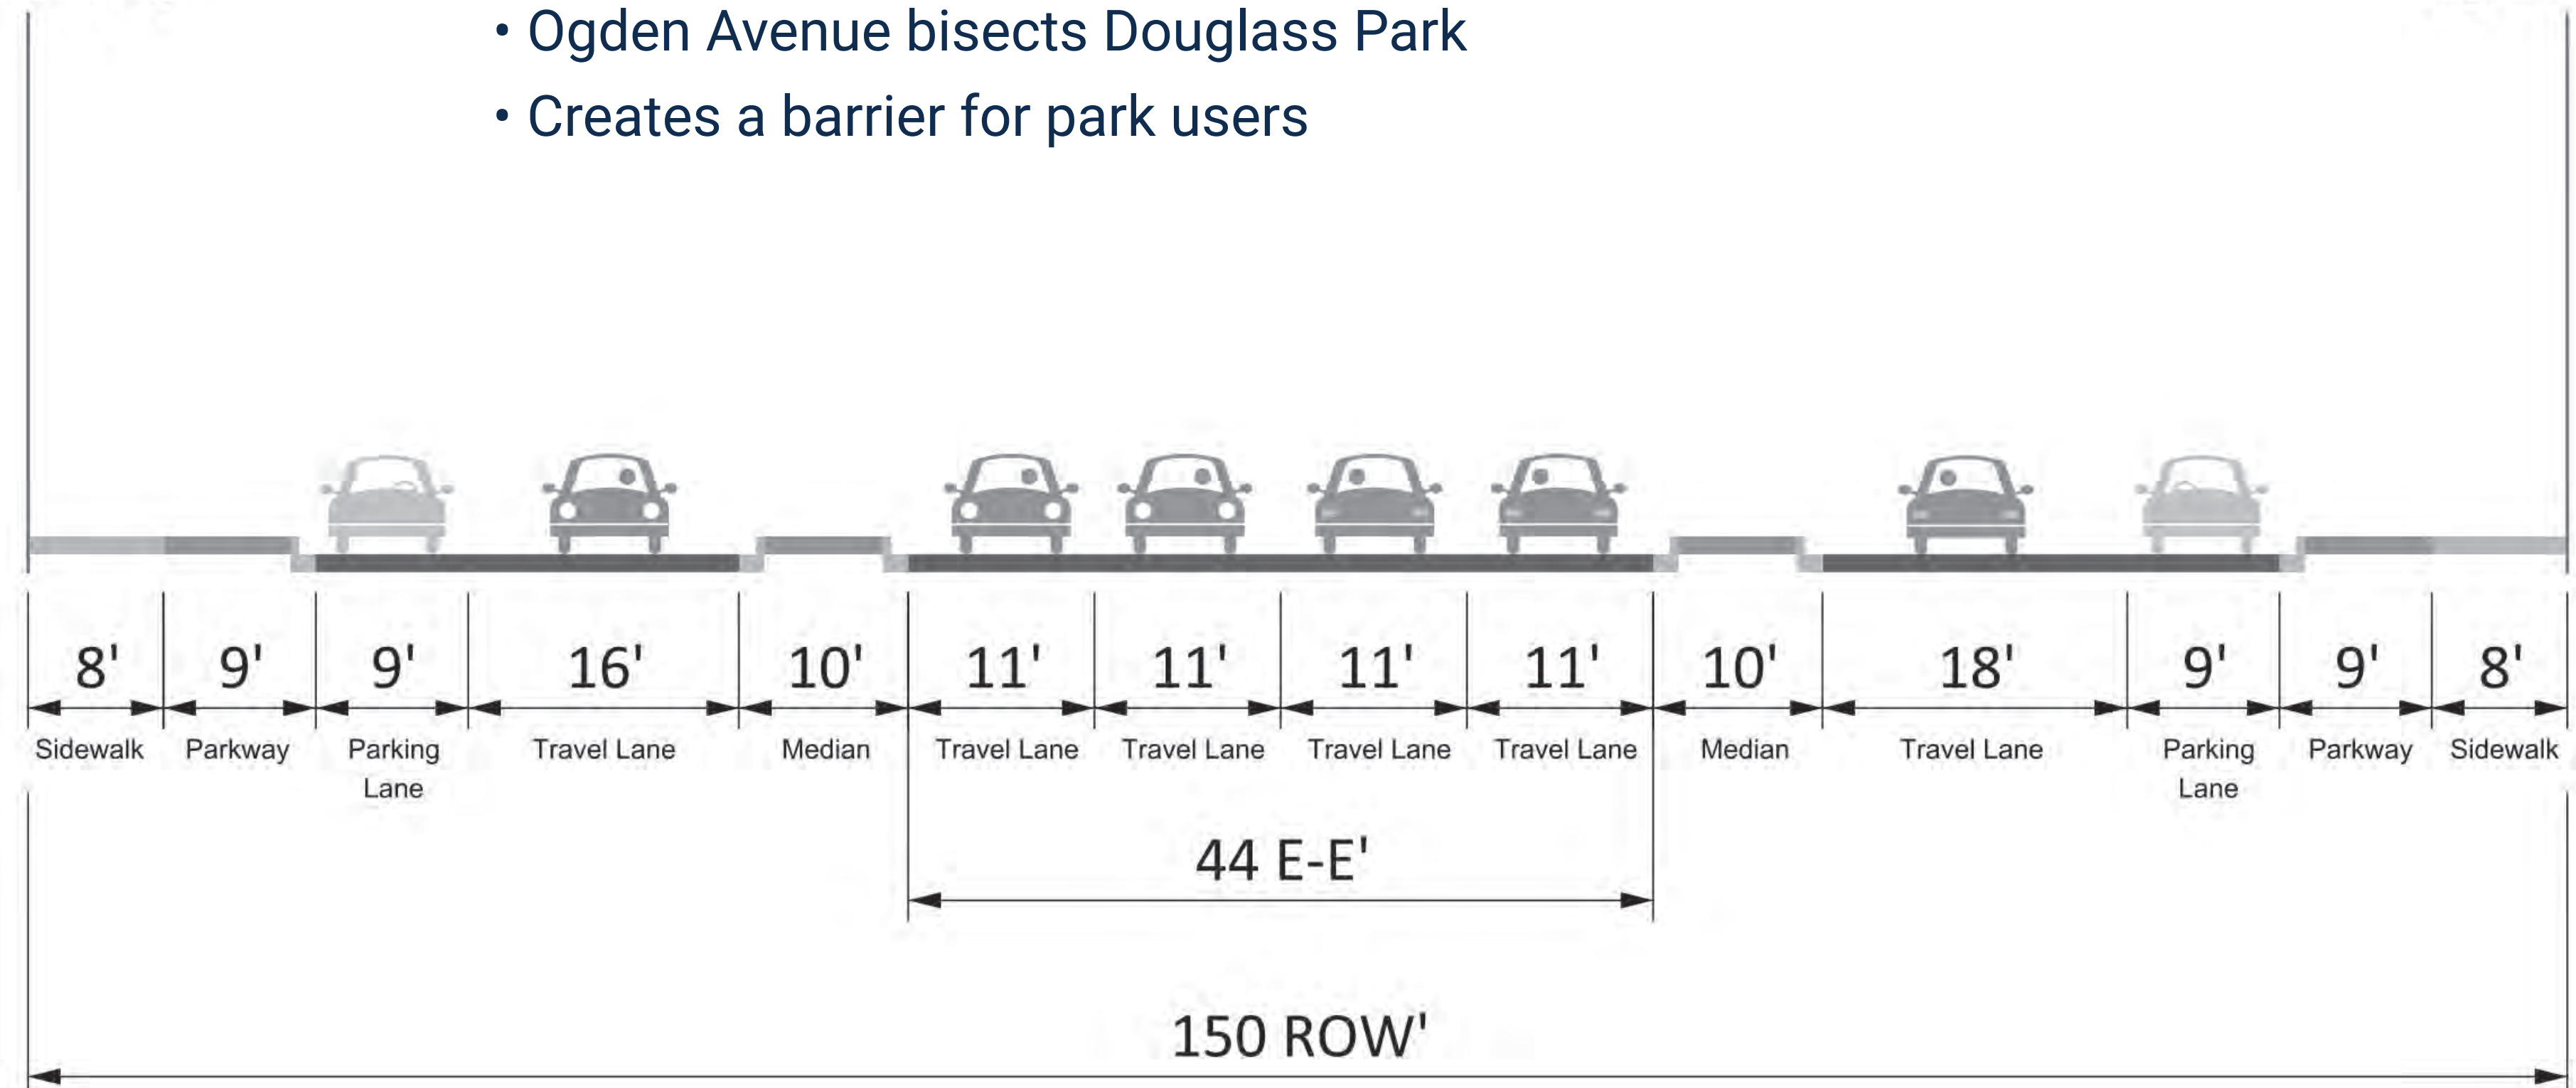 • Ogden Avenue bisects Douglass Park
• Creates a barrier for park users
8' 9' 9' 16' 10' 11' 11' 11' 11' 10' 18' 9' 9' 8'
Sidewalk Parkway Parking Travel Lane Median Travel Lane Travel Lane Travel Lane Travel Lane Median Travel Lane Parking Parkway Sidewalk
Lane Lane
44 E-E'
150 ROW'